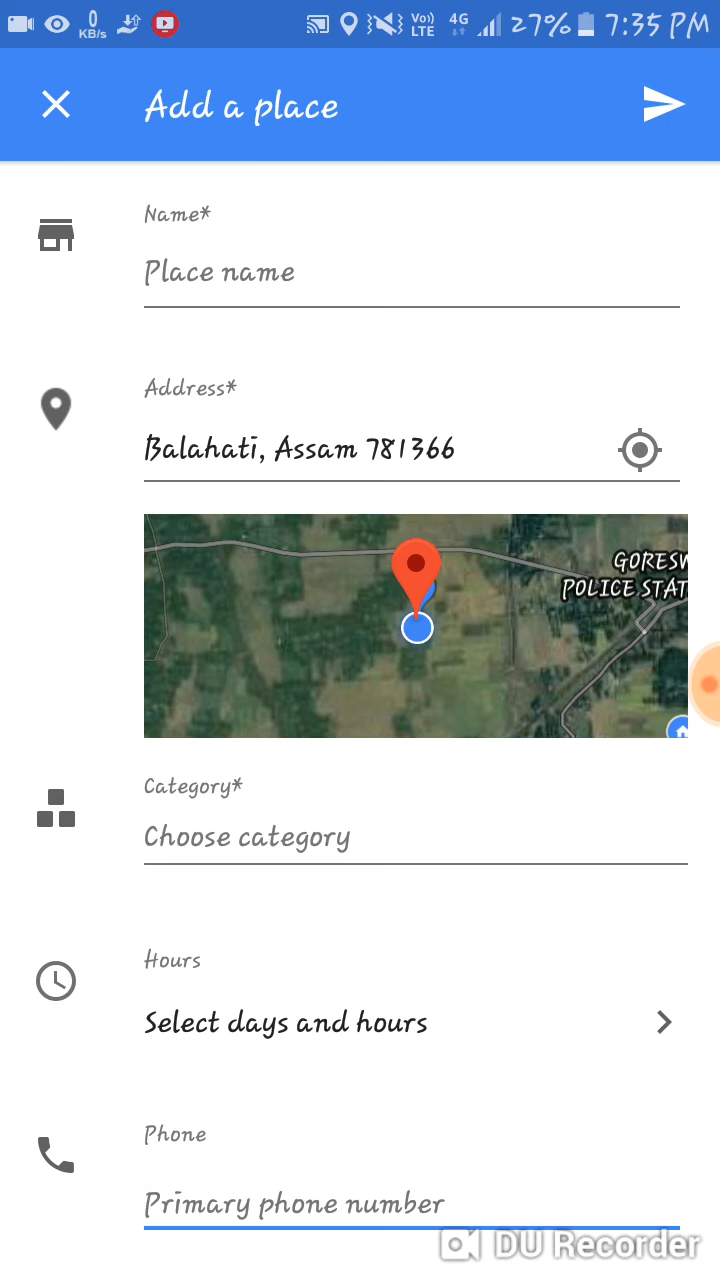 0 KB/s Vo)) LTE 4G 27% 7:35 PM
Add a place
Name*
Place name
Address*
Balahati, Assam 781366
GORESW
POLICE STAT
Category*
Choose category
Hours
Select days and hours
Phone
Primary phone number
DU Recorder